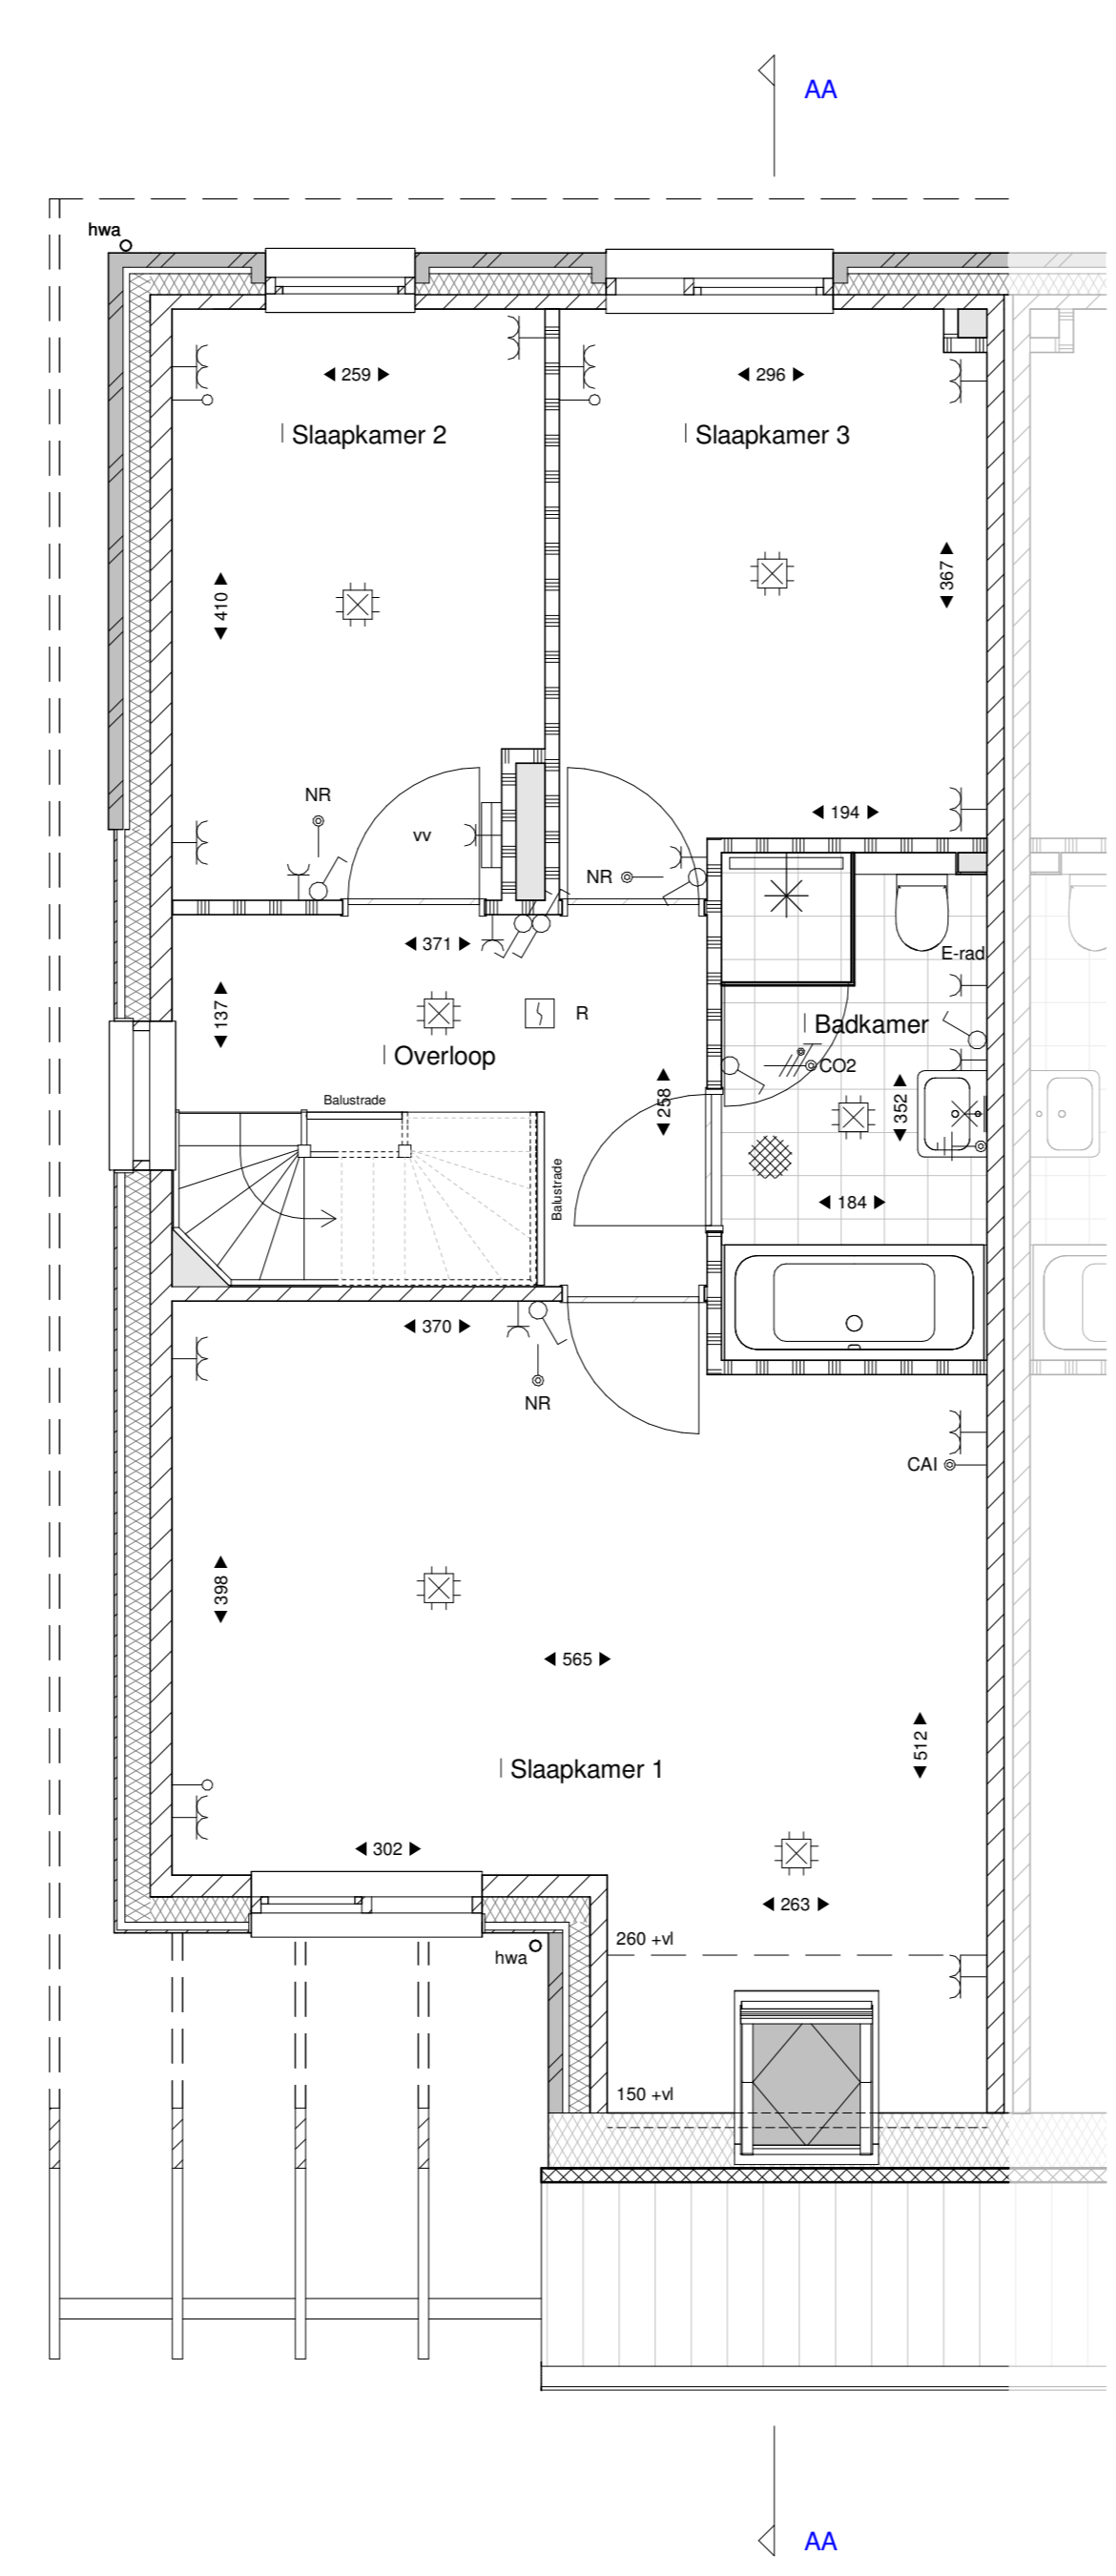 AA
hwa
259
296
Slaapkamer 2
Slaapkamer 3
367
410
NR
194
vv
NR
371
E-rad
137
R
Badkamer
Overloop
CO2
Balustrade
258
352
Balustrade
184
370
NR
CAI
398
565
512
Slaapkamer 1
302
263
260 +vl
hwa
150 +vl
AA